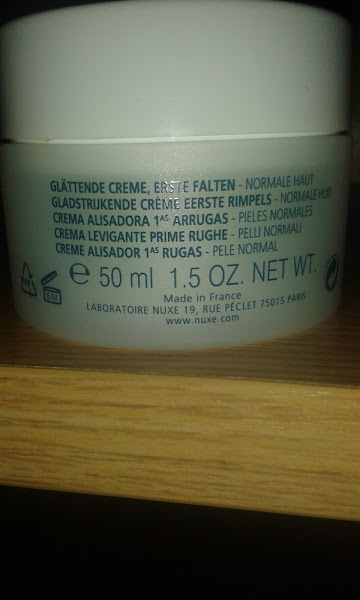 GLÄTTENDE CREME, ERSTE FALTEN - NORMALE HAUT
GLADSTRIJKENDE CRÈME EERSTE RIMPELS - NORMALE HUID
CREMA ALISADORA 1AS ARRUGAS - PIELES NORMALES
CREMA LEVIGANTE PRIME RUGHE - PELLI NORMALI
CREME ALISADOR 1AS RUGAS - PELE NORMAL
℮ 50 ml 1.5 OZ. NET WT.
Made in France
LABORATOIRE NUXE 19, RUE PÉCLET 75015 PARIS
www.nuxe.com